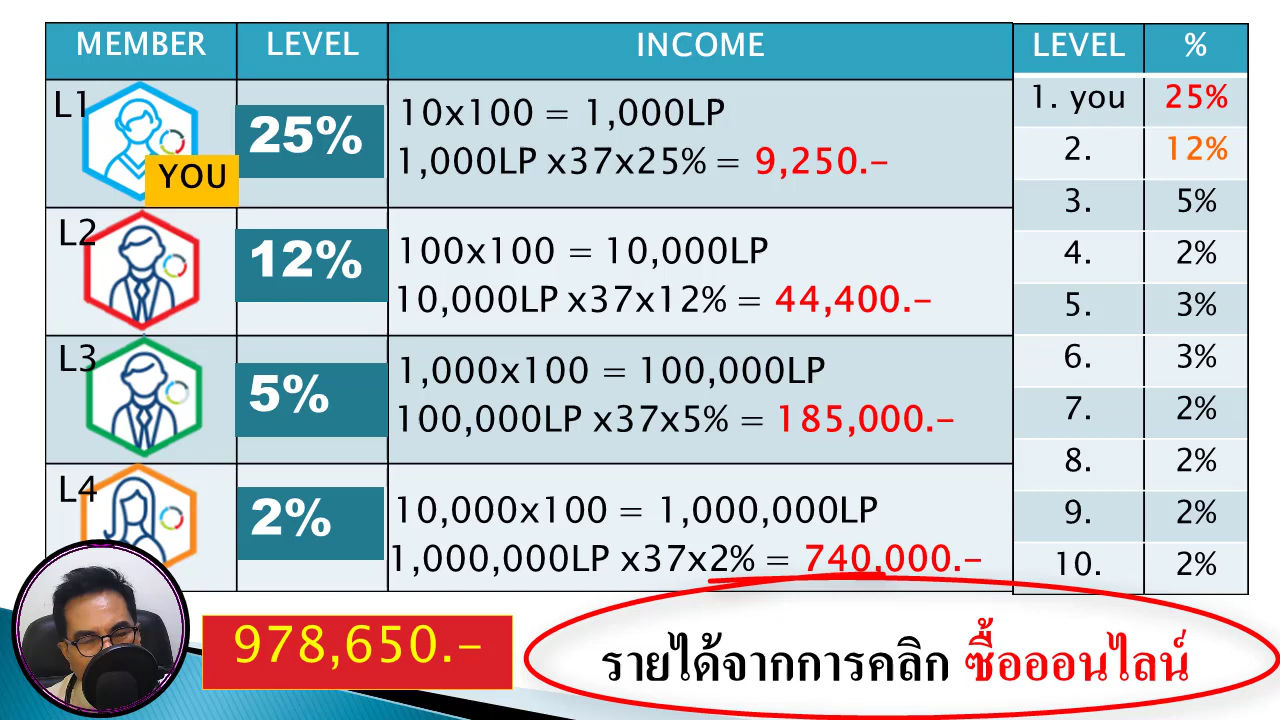 MEMBER LEVEL INCOME LEVEL %
L1 YOU 25% 10x100 = 1,000LP
1,000LP x37x25% = 9,250.-
L2 12% 100x100 = 10,000LP
10,000LP x37x12% = 44,400.-
L3 5% 1,000x100 = 100,000LP
100,000LP x37x5% = 185,000.-
L4 2% 10,000x100 = 1,000,000LP
1,000,000LP x37x2% = 740,000.-
1. you 25%
2. 12%
3. 5%
4. 2%
5. 3%
6. 3%
7. 2%
8. 2%
9. 2%
10. 2%
978,650.-
รายได้จากการคลิก ซื้อออนไลน์